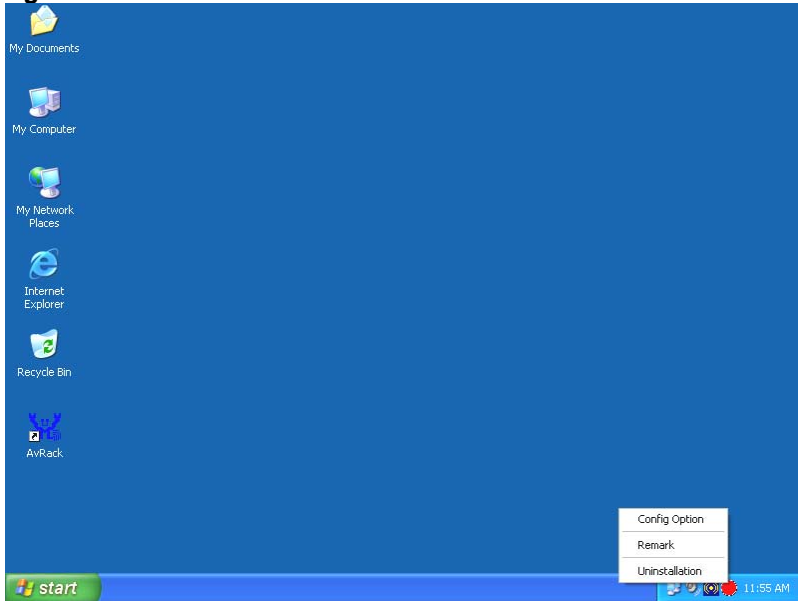 My Documents
My Computer
My Network
Places
Internet
Explorer
Recycle Bin
AvRack
Config Option
Remark
Uninstallation
start
11:55 AM